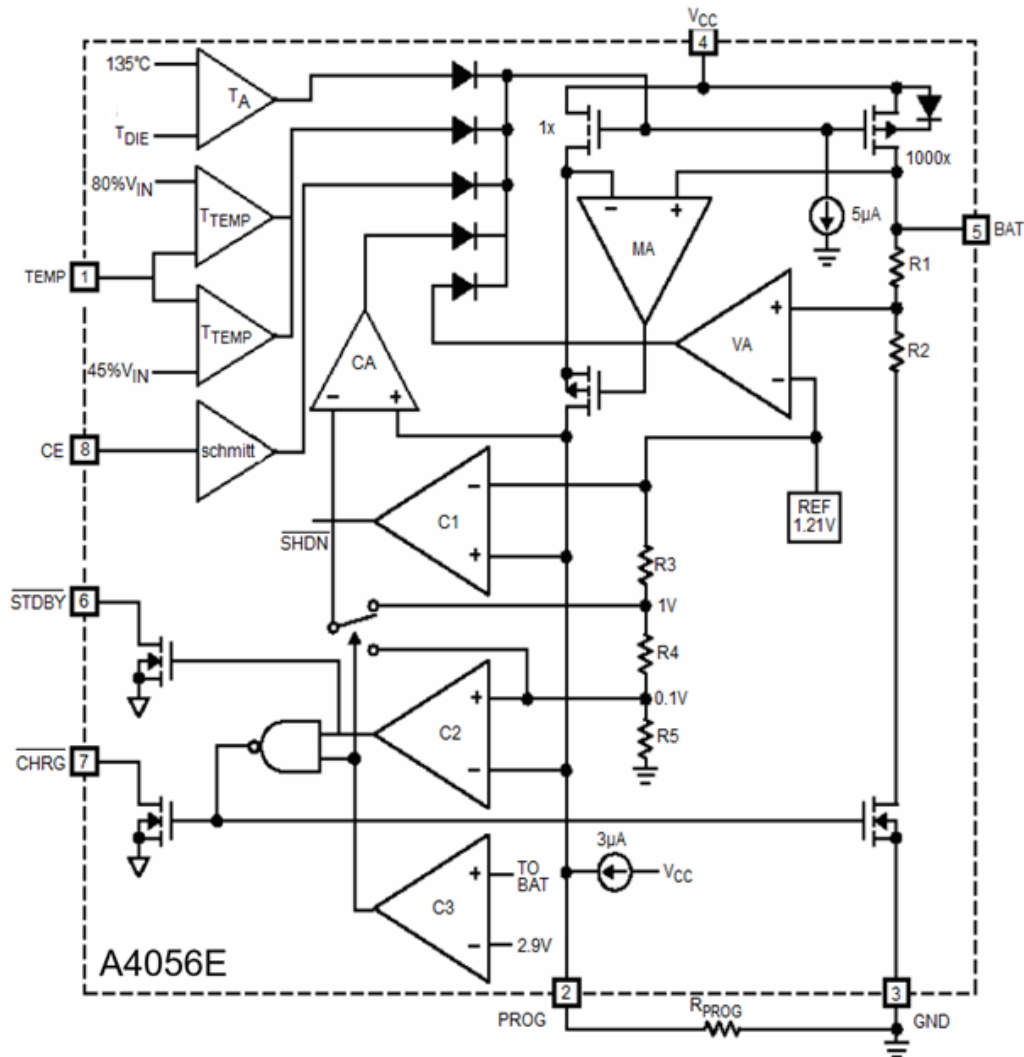 VCC
4
135℃
TA
TDIE
1x
1000x
80%VIN
TTEMP
5µA
5
BAT
MA
TEMP
1
R1
TTEMP
VA
R2
45%VIN
CA
CE
8
schmitt
REF
1.21V
C1
SHDN
R3
1V
STDBY
6
R4
0.1V
C2
R5
CHRG
7
3µA
TO
BAT
VCC
C3
2.9V
A4056E
2
3
PROG
RPROG
GND